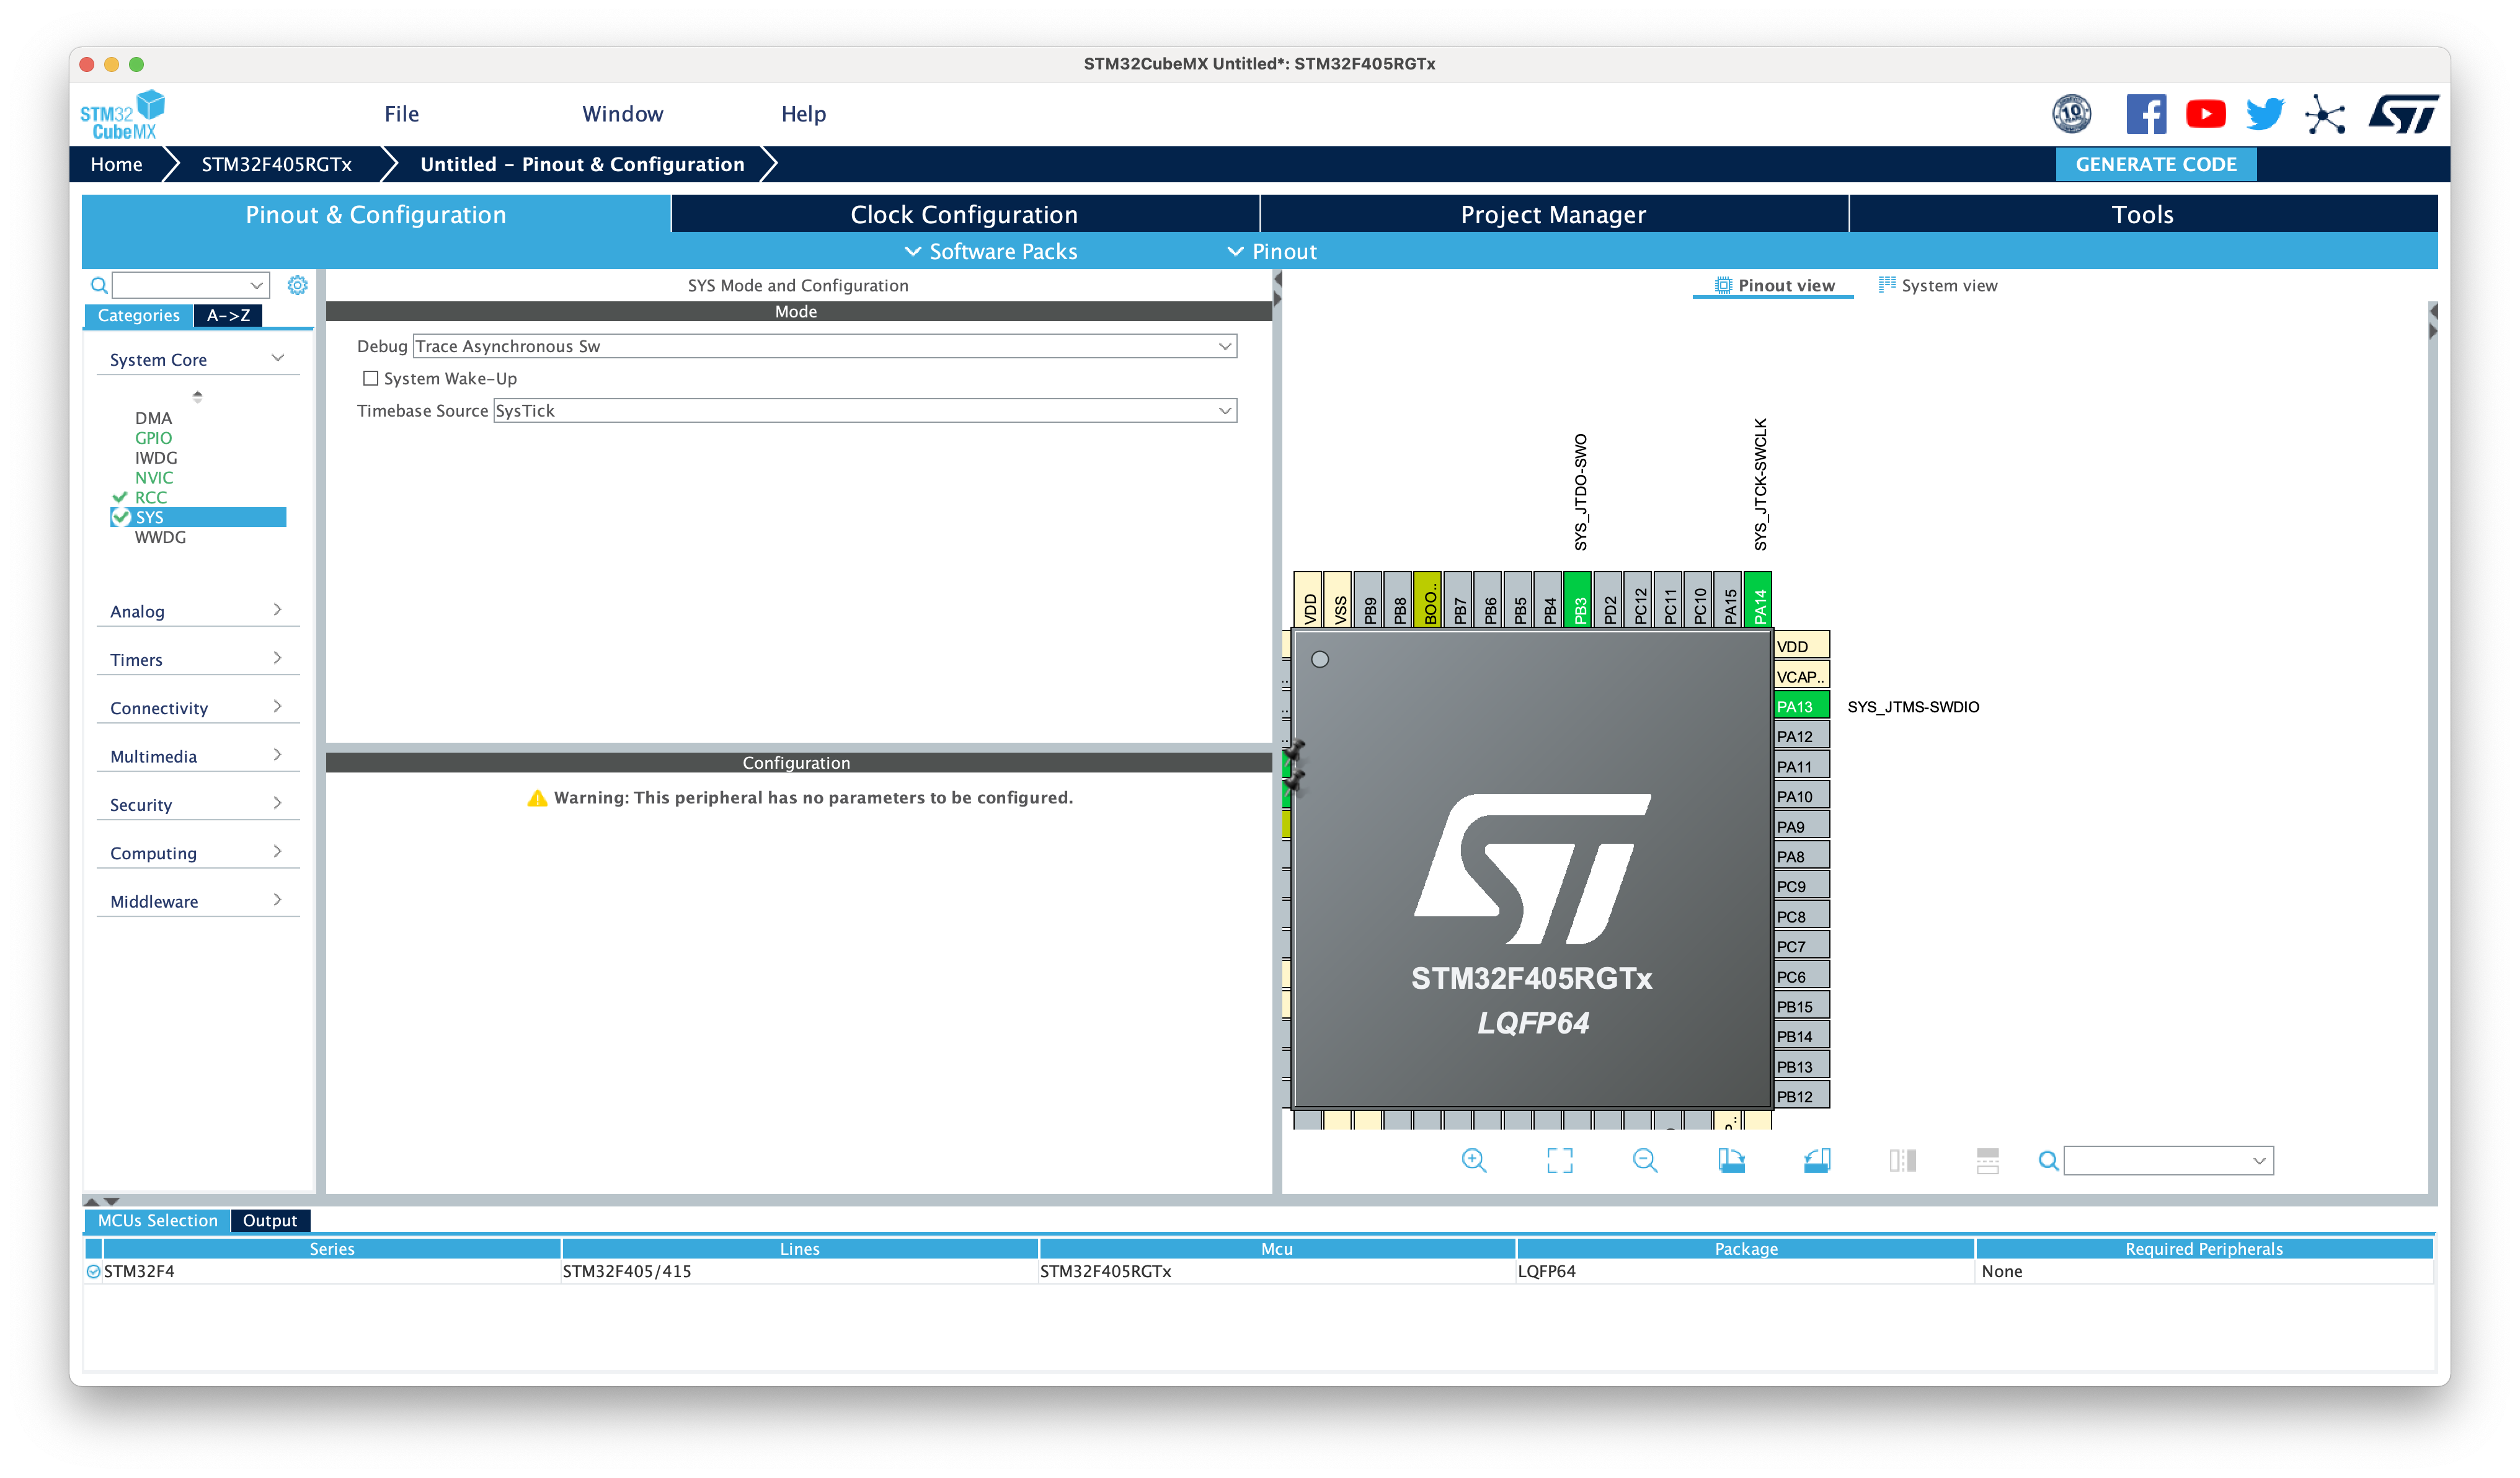 STM32CubeMX Untitled*: STM32F405RGTx
STM32
CubeMX
File
Window
Help
10
ST
Home
STM32F405RGTx
Untitled – Pinout & Configuration
GENERATE CODE
Pinout & Configuration
Clock Configuration
Project Manager
Tools
Software Packs
Pinout
Categories
A->Z
System Core
DMA
GPIO
IWDG
NVIC
RCC
SYS
WWDG
Analog
Timers
Connectivity
Multimedia
Security
Computing
Middleware
SYS Mode and Configuration
Mode
Debug Trace Asynchronous Sw
System Wake-Up
Timebase Source SysTick
Configuration
Warning: This peripheral has no parameters to be configured.
Pinout view
System view
SYS_JTDO-SWO
SYS_JTCK-SWCLK
VDD
VSS
PB9
PB8
BOO..
PB7
PB6
PB5
PB4
PB3
PD2
PC12
PC11
PC10
PA15
PA14
VDD
VCAP..
PA13 SYS_JTMS-SWDIO
PA12
PA11
PA10
PA9
PA8
PC9
PC8
PC7
PC6
PB15
PB14
PB13
PB12
ST
STM32F405RGTx
LQFP64
MCUs Selection
Output
Series Lines Mcu Package Required Peripherals
STM32F4 STM32F405/415 STM32F405RGTx LQFP64 None